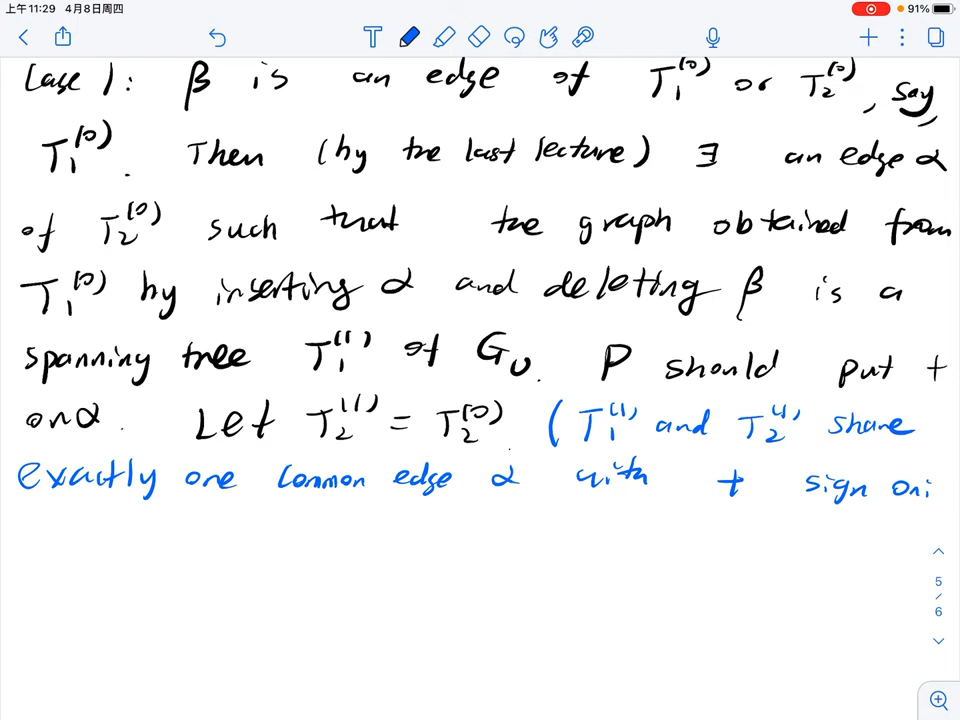 上午11:29 4月8日周四 91%
Case 1: β is an edge of T₁⁽⁰⁾ or T₂⁽⁰⁾, say,
T₁⁽⁰⁾. Then (by the last lecture) ∃ an edge α
of T₂⁽⁰⁾ such that the graph obtained from
T₁⁽⁰⁾ by inserting α and deleting β is a
spanning tree T₁⁽¹⁾ of G₀. P should put +
on α. Let T₂⁽¹⁾ = T₂⁽⁰⁾ (T₁⁽¹⁾ and T₂⁽¹⁾ share
exactly one common edge α with + sign on i
5
/
6